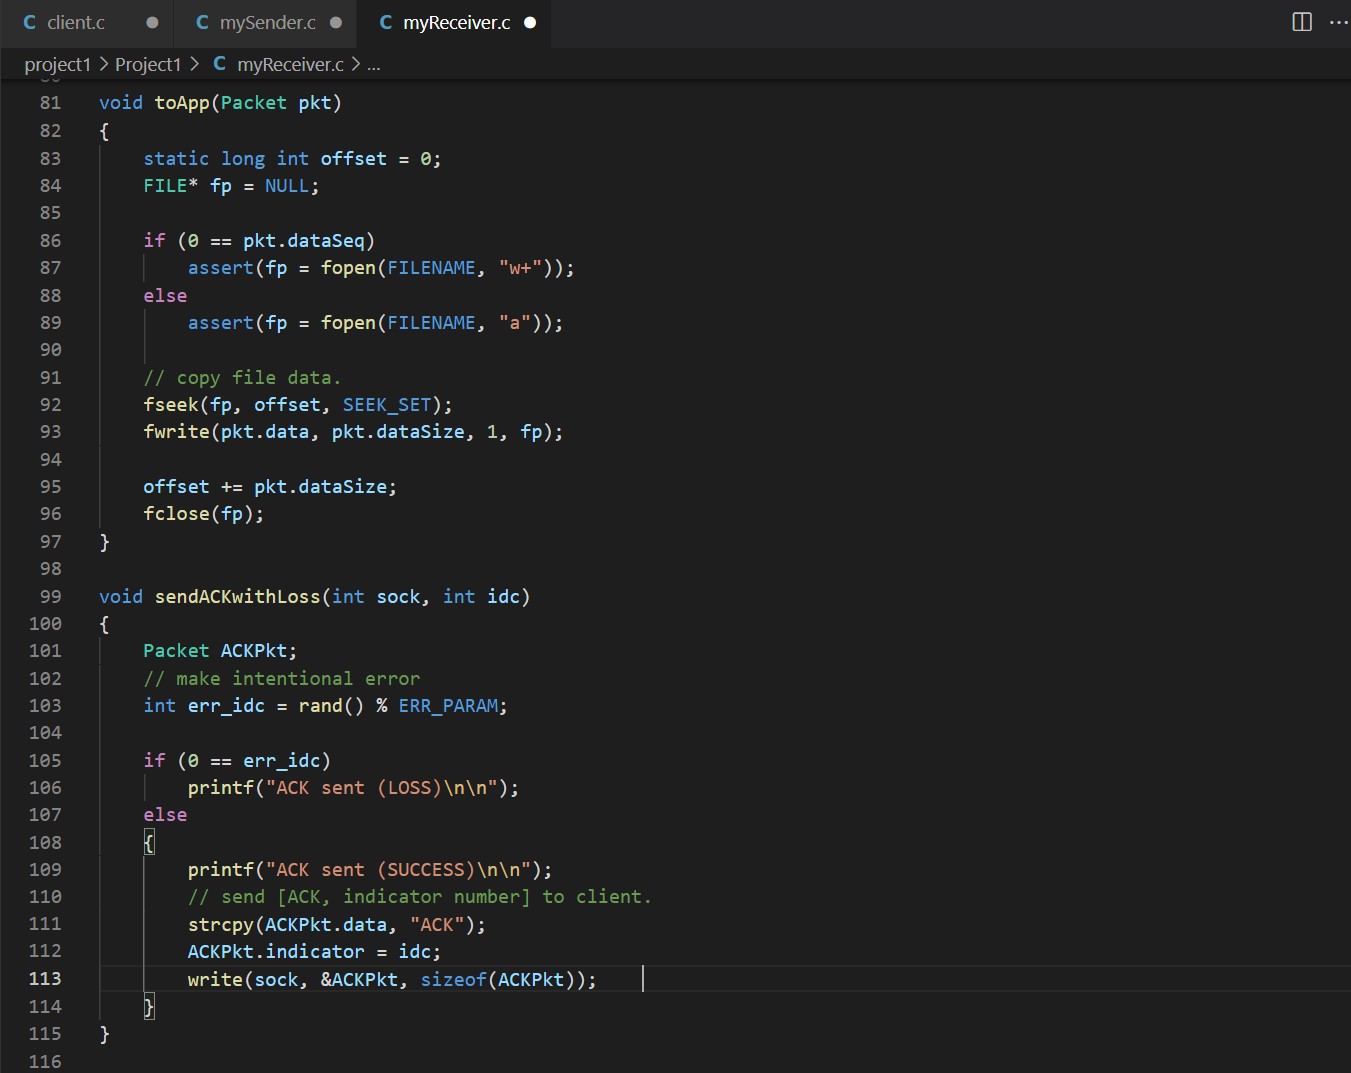 C client.c ● C mySender.c ● C myReceiver.c ● ...
project1 > Project1 > C myReceiver.c > ...
81 void toApp(Packet pkt)
82 {
83     static long int offset = 0;
84     FILE* fp = NULL;
85
86     if (0 == pkt.dataSeq)
87         assert(fp = fopen(FILENAME, "w+"));
88     else
89         assert(fp = fopen(FILENAME, "a"));
90
91     // copy file data.
92     fseek(fp, offset, SEEK_SET);
93     fwrite(pkt.data, pkt.dataSize, 1, fp);
94
95     offset += pkt.dataSize;
96     fclose(fp);
97 }
98
99 void sendACKwithLoss(int sock, int idc)
100 {
101     Packet ACKPkt;
102     // make intentional error
103     int err_idc = rand() % ERR_PARAM;
104
105     if (0 == err_idc)
106         printf("ACK sent (LOSS)\n\n");
107     else
108     {
109         printf("ACK sent (SUCCESS)\n\n");
110         // send [ACK, indicator number] to client.
111         strcpy(ACKPkt.data, "ACK");
112         ACKPkt.indicator = idc;
113         write(sock, &ACKPkt, sizeof(ACKPkt));
114     }
115 }
116